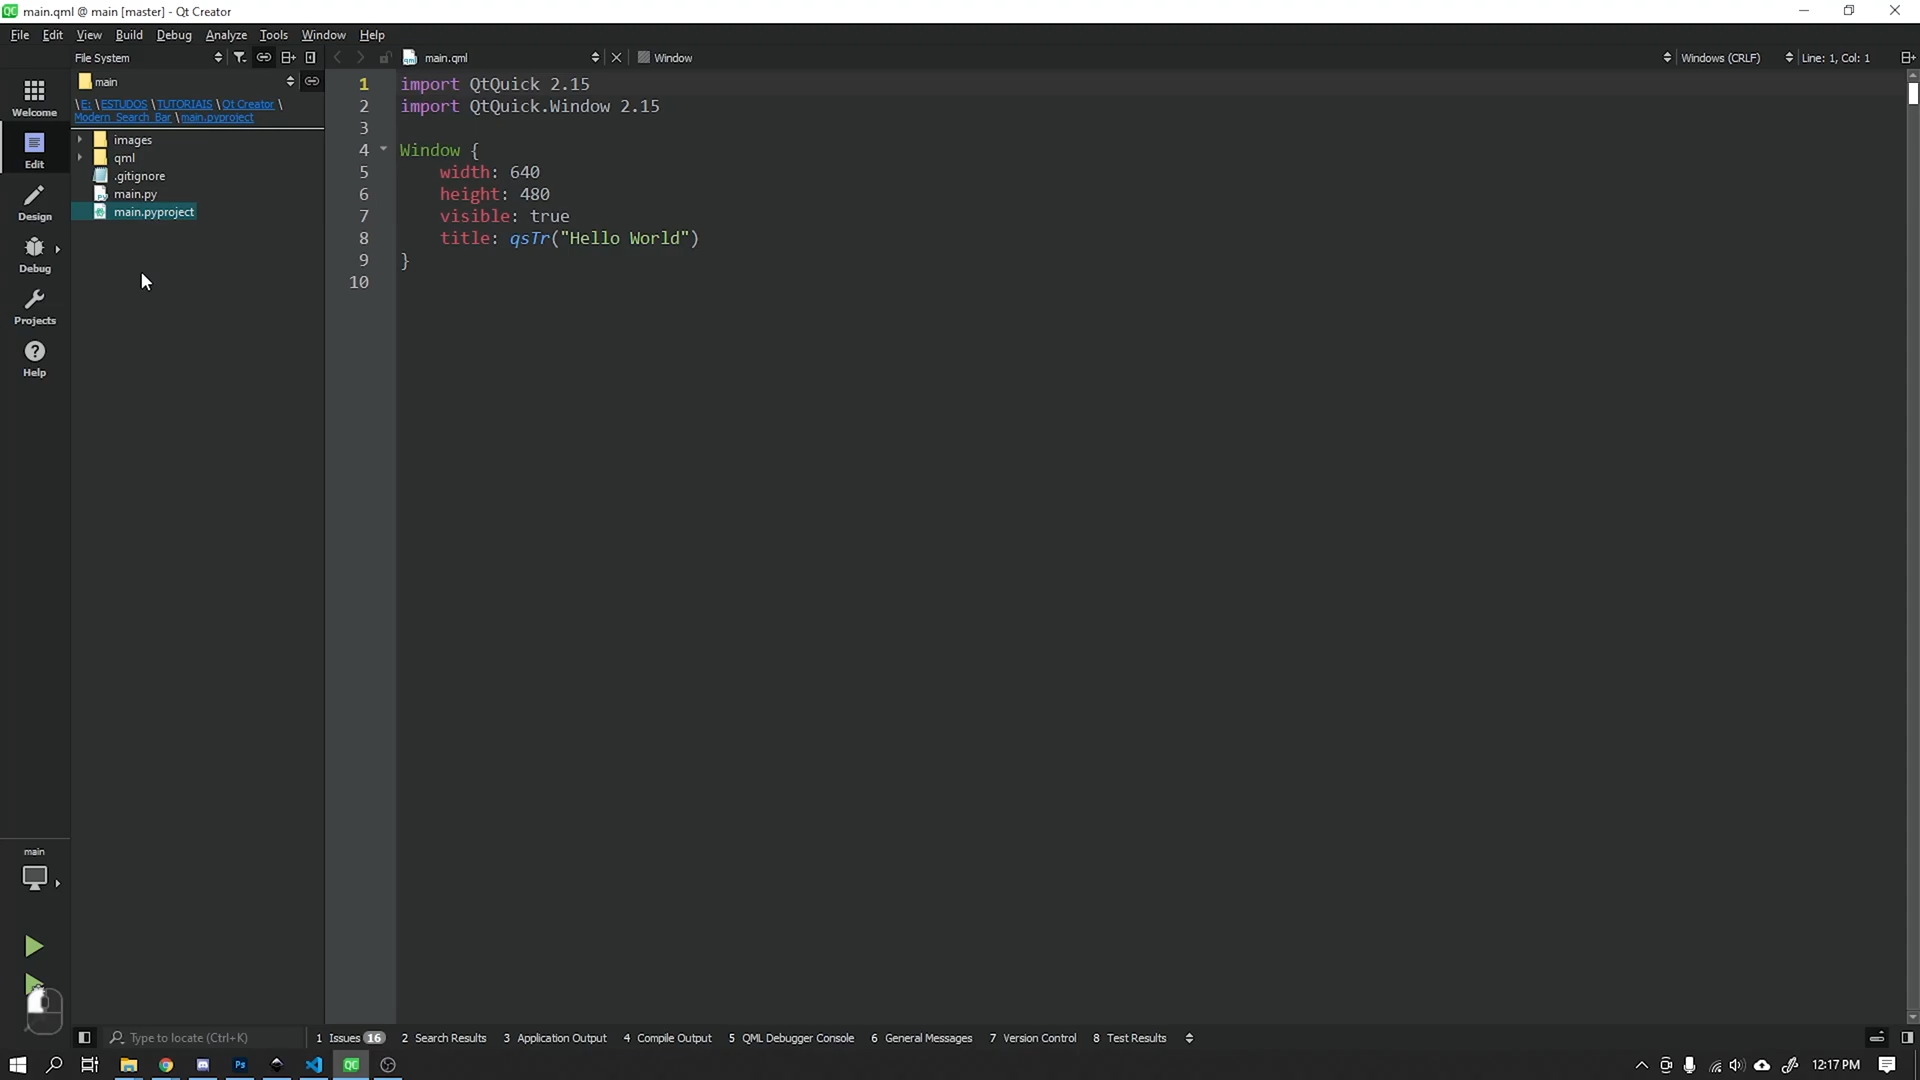 main.qml @ main [master] - Qt Creator
File Edit View Build Debug Analyze Tools Window Help
File System
main.qml
Window
Windows (CRLF)
Line: 1, Col: 1
main
\E: \ESTUDOS \TUTORIAIS \Qt Creator \
Modern_Search_Bar \main.pyproject
images
qml
.gitignore
main.py
main.pyproject
Welcome
Edit
Design
Debug
Projects
Help
1 import QtQuick 2.15
2 import QtQuick.Window 2.15
3
4 Window {
5 width: 640
6 height: 480
7 visible: true
8 title: qsTr("Hello World")
9 }
10
main
Type to locate (Ctrl+K)
1 Issues 16 2 Search Results 3 Application Output 4 Compile Output 5 QML Debugger Console 6 General Messages 7 Version Control 8 Test Results
Ps
QC
12:17 PM